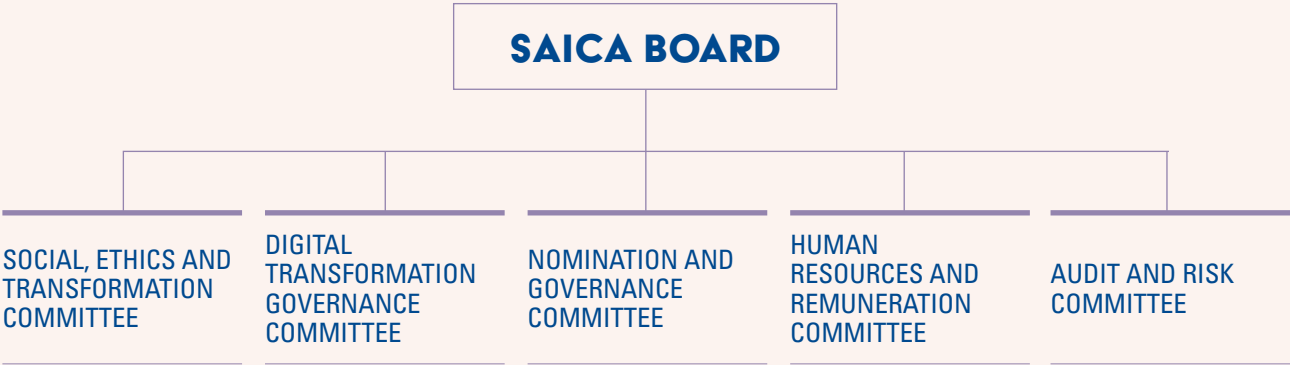 SAICA BOARD
SOCIAL, ETHICS AND
TRANSFORMATION
COMMITTEE
DIGITAL
TRANSFORMATION
GOVERNANCE
COMMITTEE
NOMINATION AND
GOVERNANCE
COMMITTEE
HUMAN
RESOURCES AND
REMUNERATION
COMMITTEE
AUDIT AND RISK
COMMITTEE